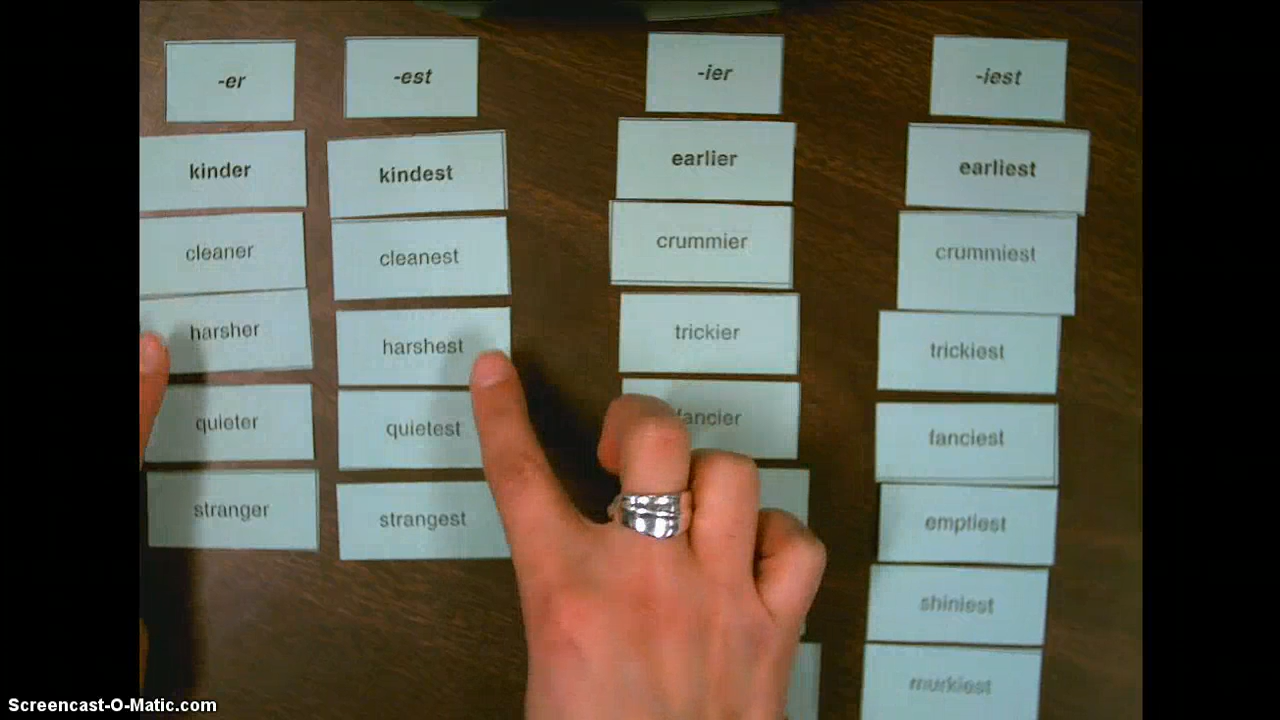 -er
-est
-ier
-iest
kinder
kindest
earlier
earliest
cleaner
cleanest
crummier
crummiest
harsher
harshest
trickier
trickiest
quieter
quietest
fancier
fanciest
stranger
strangest
emptiest
shiniest
murkiest
Screencast-O-Matic.com